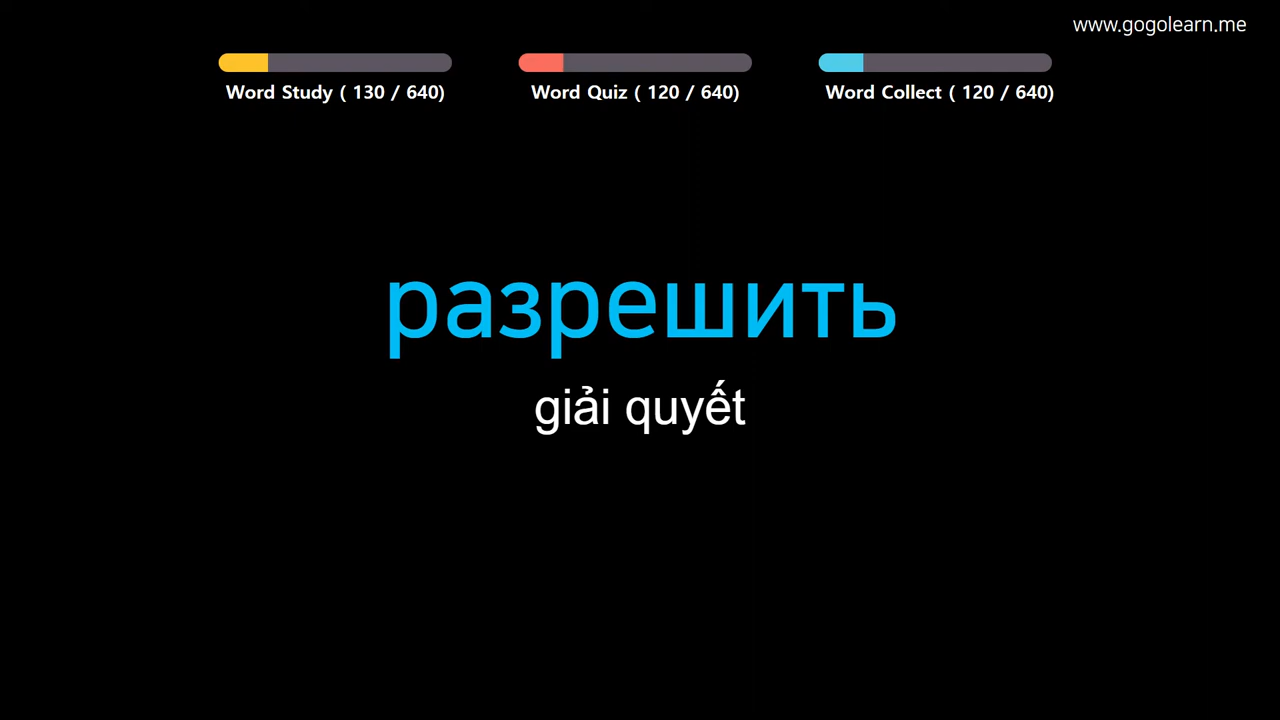 www.gogolearn.me
Word Study ( 130 / 640)
Word Quiz ( 120 / 640)
Word Collect ( 120 / 640)
разрешить
giải quyết